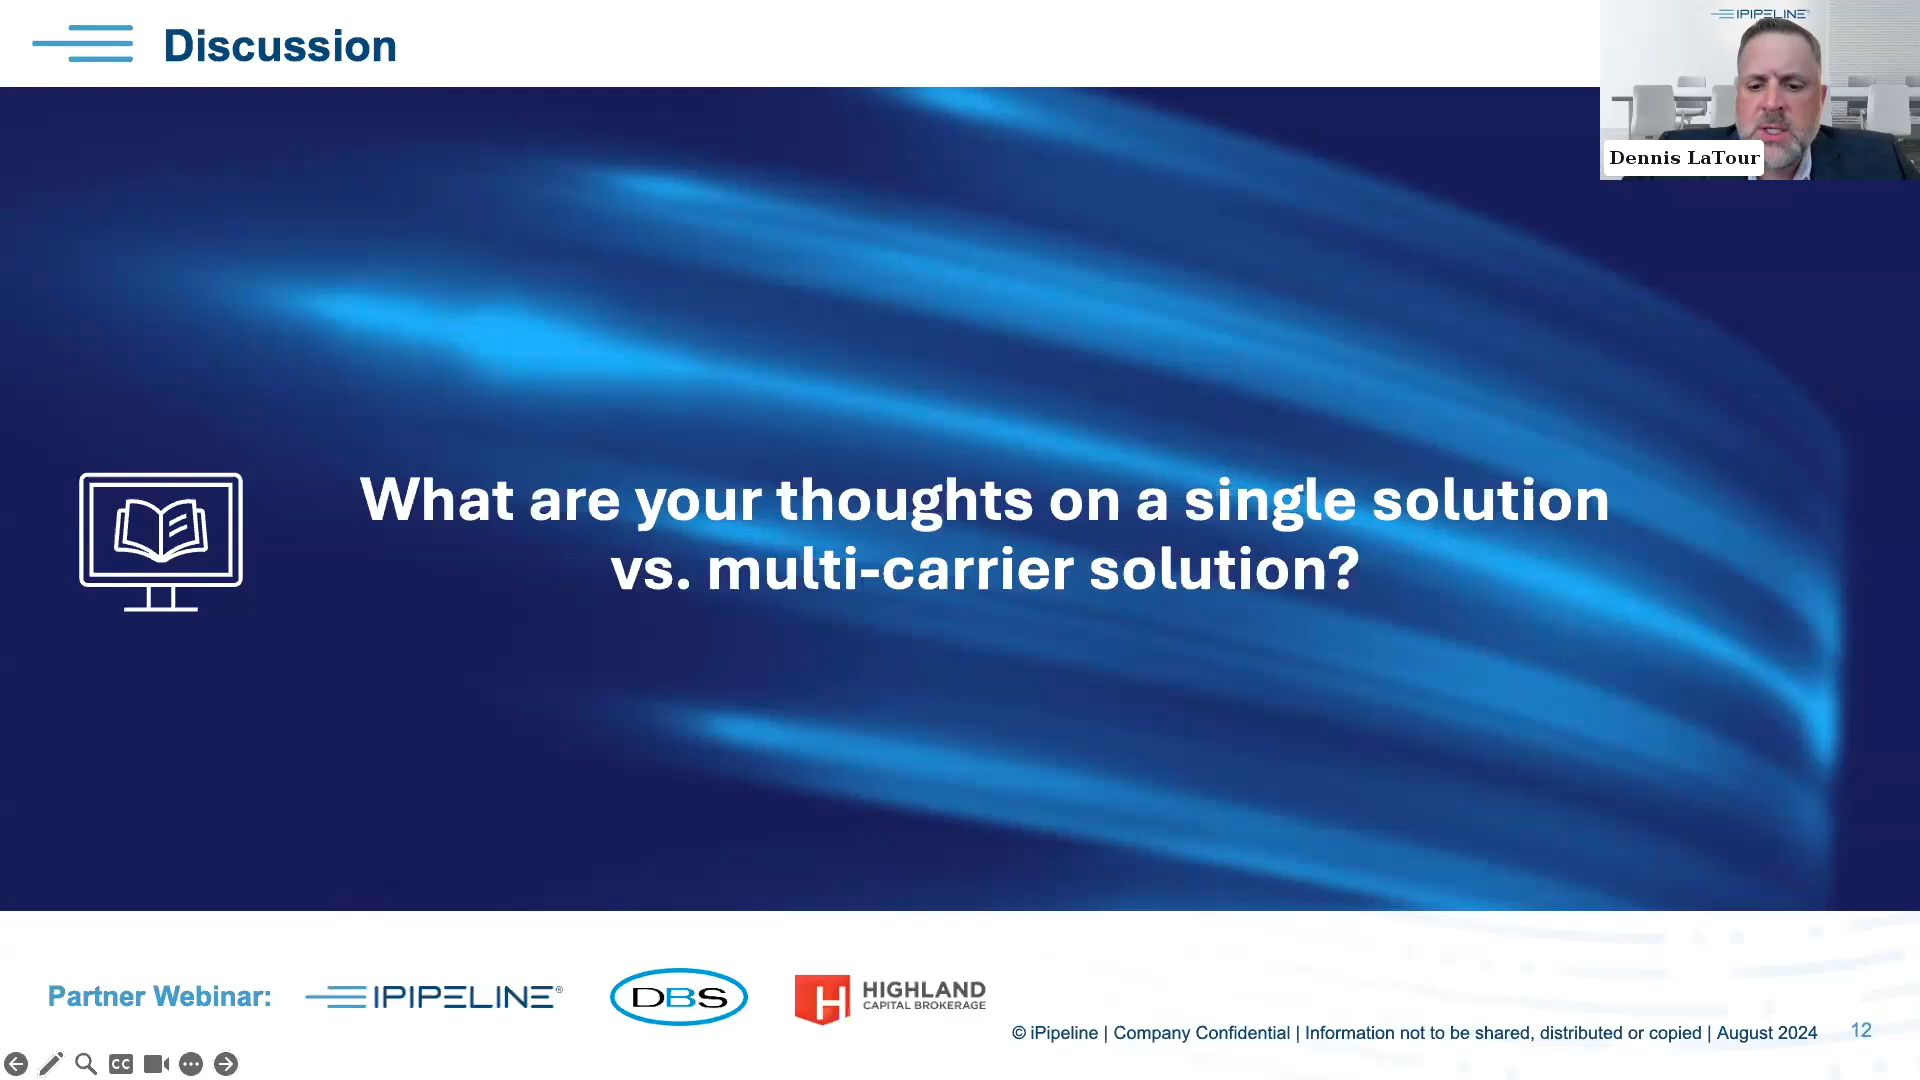 Discussion
IPIPELINE®
Dennis LaTour
What are your thoughts on a single solution
vs. multi-carrier solution?
Partner Webinar:
IPIPELINE®
DBS
HIGHLAND
CAPITAL BROKERAGE
© iPipeline | Company Confidential | Information not to be shared, distributed or copied | August 2024
12
CC